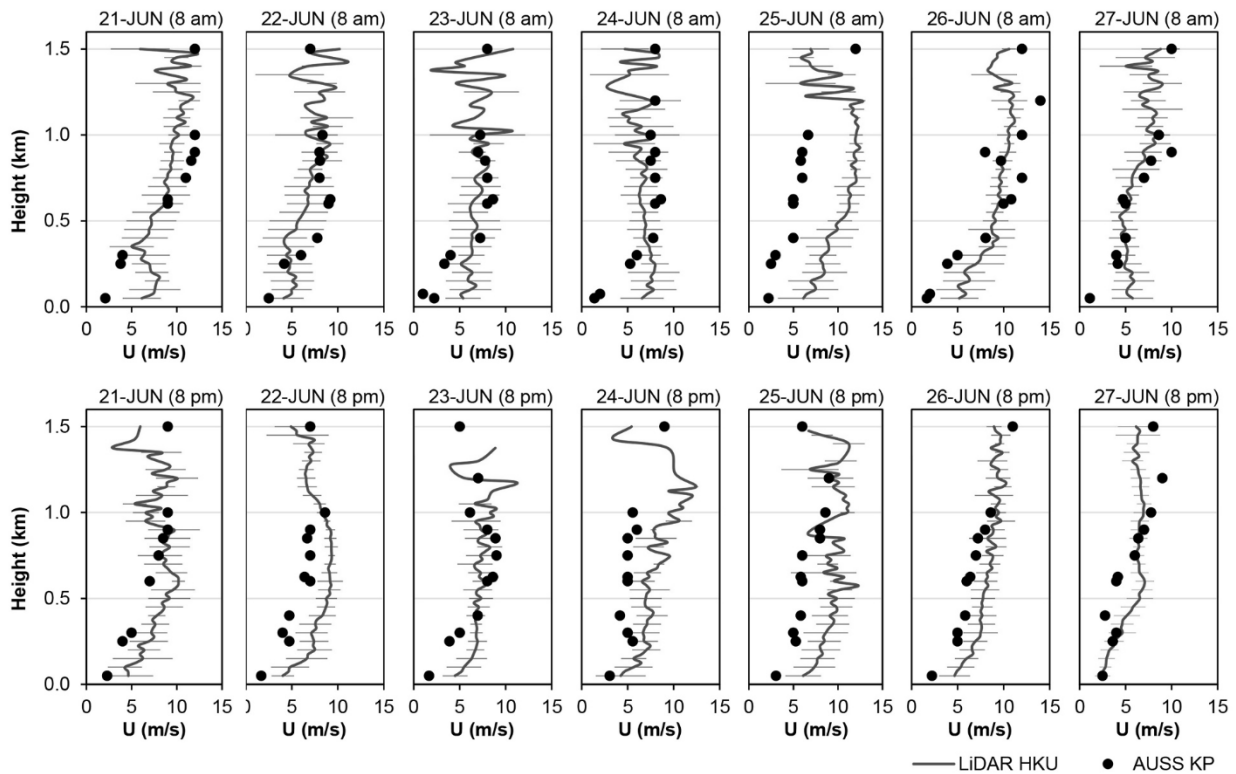 21-JUN (8 am) 22-JUN (8 am) 23-JUN (8 am) 24-JUN (8 am) 25-JUN (8 am) 26-JUN (8 am) 27-JUN (8 am)
Height (km)
1.5
1.0
0.5
0.0
0 5 10 15 0 5 10 15 0 5 10 15 0 5 10 15 0 5 10 15 0 5 10 15 0 5 10 15
U (m/s) U (m/s) U (m/s) U (m/s) U (m/s) U (m/s) U (m/s)
21-JUN (8 pm) 22-JUN (8 pm) 23-JUN (8 pm) 24-JUN (8 pm) 25-JUN (8 pm) 26-JUN (8 pm) 27-JUN (8 pm)
Height (km)
1.5
1.0
0.5
0.0
0 5 10 15 0 5 10 15 0 5 10 15 0 5 10 15 0 5 10 15 0 5 10 15 0 5 10 15
U (m/s) U (m/s) U (m/s) U (m/s) U (m/s) U (m/s) U (m/s)
LiDAR HKU AUSS KP